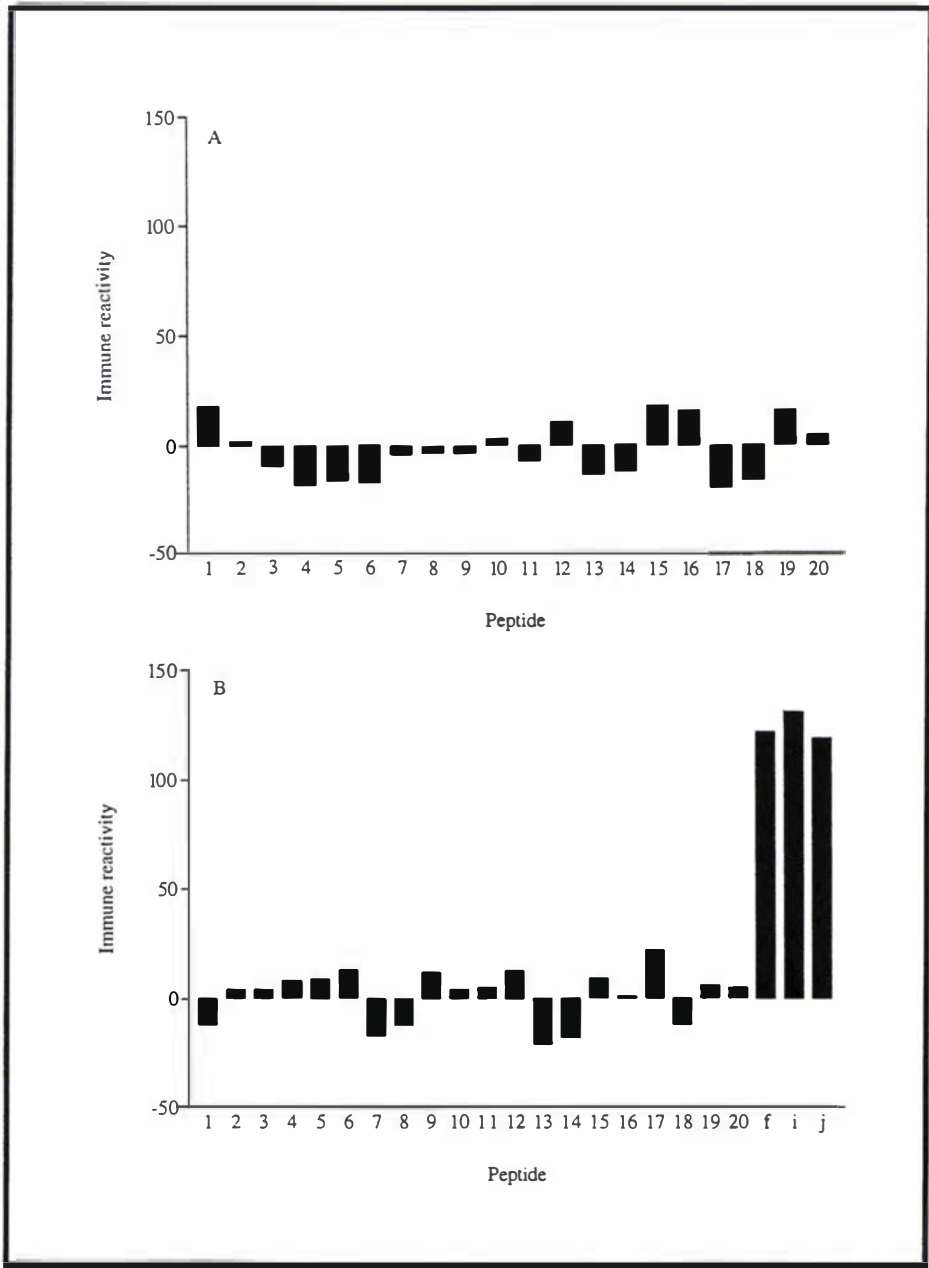 150
A
100
Immune reactivity
50
0
-50
1 2 3 4 5 6 7 8 9 10 11 12 13 14 15 16 17 18 19 20
Peptide
150
B
100
Immune reactivity
50
0
-50
1 2 3 4 5 6 7 8 9 10 11 12 13 14 15 16 17 18 19 20 f i j
Peptide